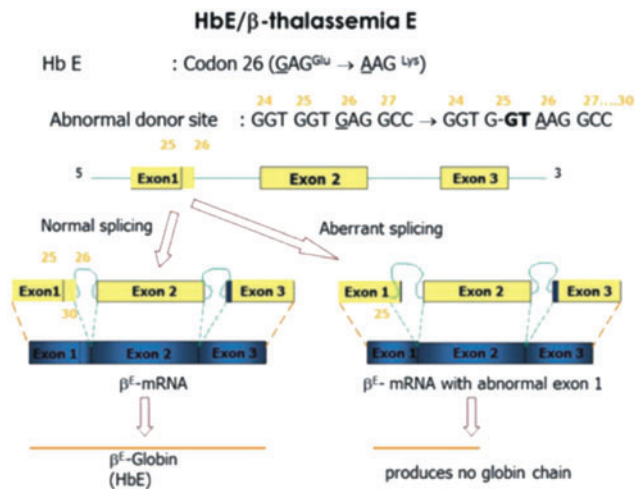 HbE/β-thalassemia E
Hb E : Codon 26 (GAG^Glu → AAG ^Lys)
24 25 26 27 24 25 26 27....30
Abnormal donor site : GGT GGT GAG GCC → GGT G-GT AAG GCC
25 26
5 Exon1 Exon 2 Exon 3 3
Normal splicing Aberrant splicing
25 26
Exon1 Exon 2 Exon 3 Exon 1 Exon 2 Exon 3
30 25
Exon 1 Exon 2 Exon 3 Exon 1 Exon 2 Exon 3
β^E-mRNA β^E- mRNA with abnormal exon 1
β^E-Globin
(HbE)
produces no globin chain